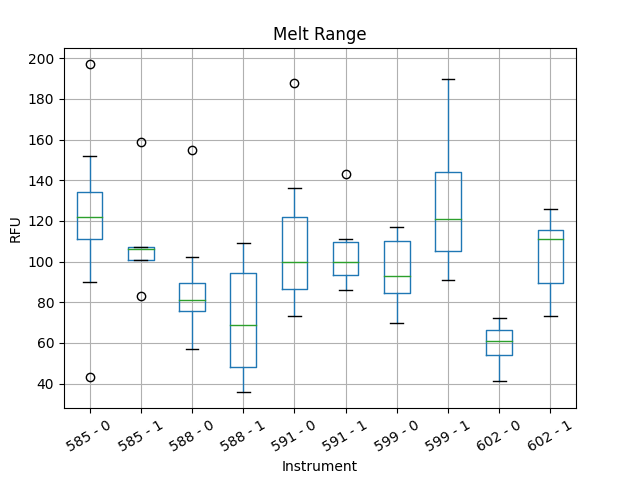 Melt Range
200
180
160
140
120
100
80
60
40
RFU
585 - 0
585 - 1
588 - 0
588 - 1
591 - 0
591 - 1
599 - 0
599 - 1
602 - 0
602 - 1
Instrument